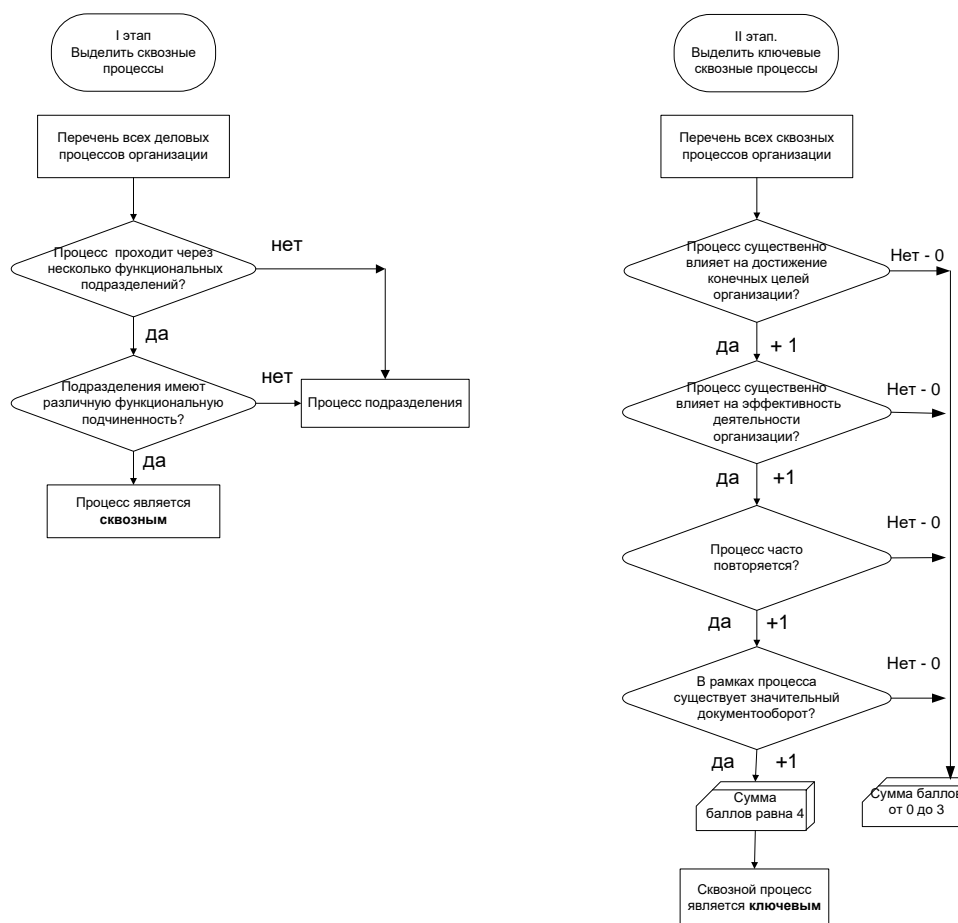 I этап
Выделить сквозные
процессы
Перечень всех деловых
процессов организации
Процесс проходит через
несколько функциональных
подразделений?
нет
да
Подразделения имеют
различную функциональную
подчиненность?
нет
Процесс подразделения
да
Процесс является
сквозным
II этап.
Выделить ключевые
сквозные процессы
Перечень всех сквозных
процессов организации
Процесс существенно
влияет на достижение
конечных целей
организации?
Нет - 0
да + 1
Процесс существенно
влияет на эффективность
деятельности
организации?
Нет - 0
да +1
Процесс часто
повторяется?
Нет - 0
да +1
В рамках процесса
существует значительный
документооборот?
Нет - 0
да +1
Сумма
баллов равна 4
Сумма баллов
от 0 до 3
Сквозной процесс
является ключевым